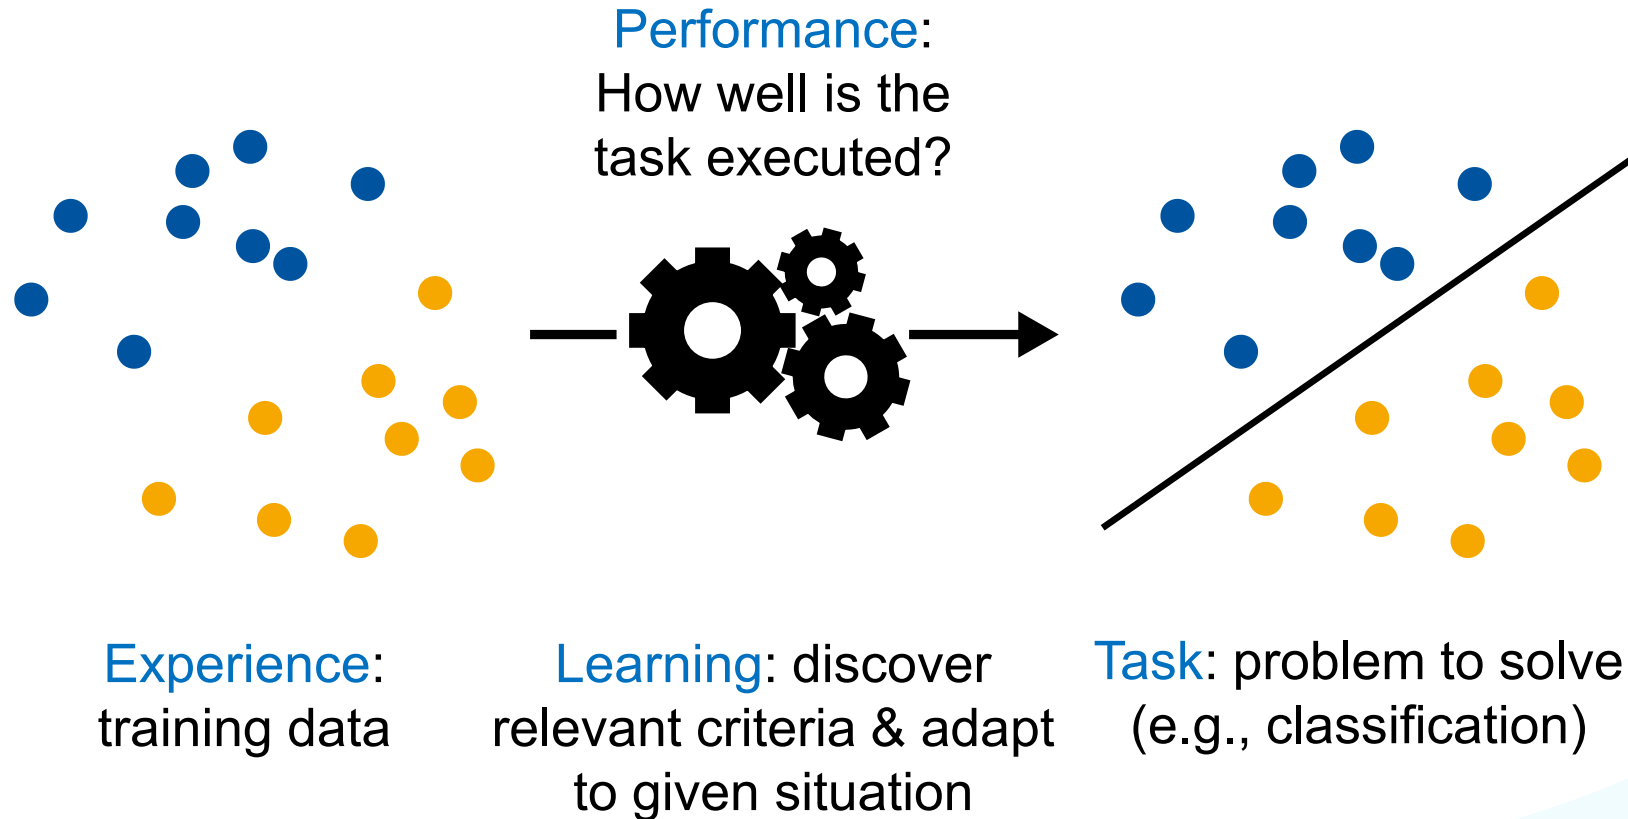 Performance:
How well is the
task executed?
Experience:
training data
Learning: discover
relevant criteria & adapt
to given situation
Task: problem to solve
(e.g., classification)